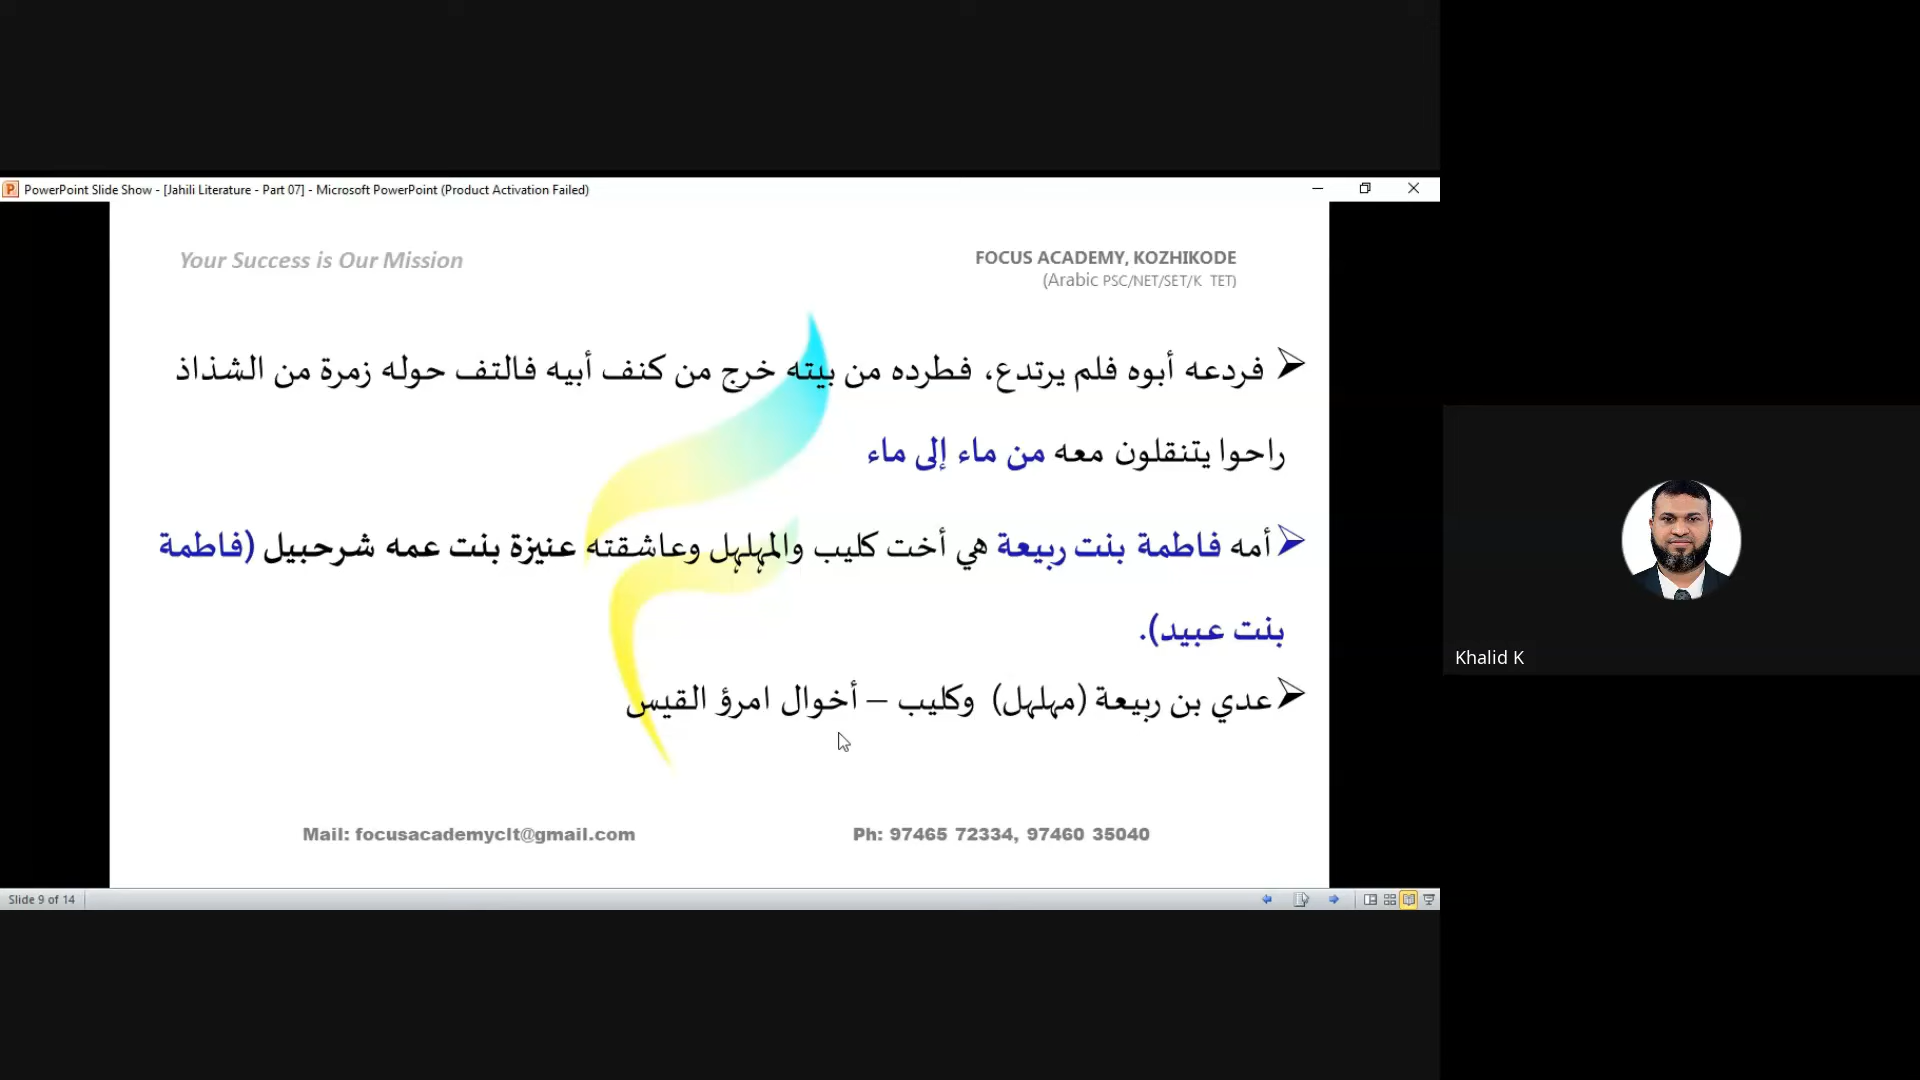 PowerPoint Slide Show - [Jahili Literature - Part 07] - Microsoft PowerPoint (Product Activation Failed)
Your Success is Our Mission
FOCUS ACADEMY, KOZHIKODE
(Arabic PSC/NET/SET/K TET)
فردعه أبوه فلم يرتدع، فطرده من بيته خرج من كنف أبيه فالتف حوله زمرة من الشذاذ
راحوا يتنقلون معه من ماء إلى ماء
أمه فاطمة بنت ربيعة هي أخت كليب والمهلهل وعاشقته عنيزة بنت عمه شرحبيل (فاطمة
بنت عبيد).
عدي بن ربيعة (مهلهل) وكليب – أخوال امرؤ القيس
Mail: focusacademyclt@gmail.com
Ph: 97465 72334, 97460 35040
Slide 9 of 14
Khalid K